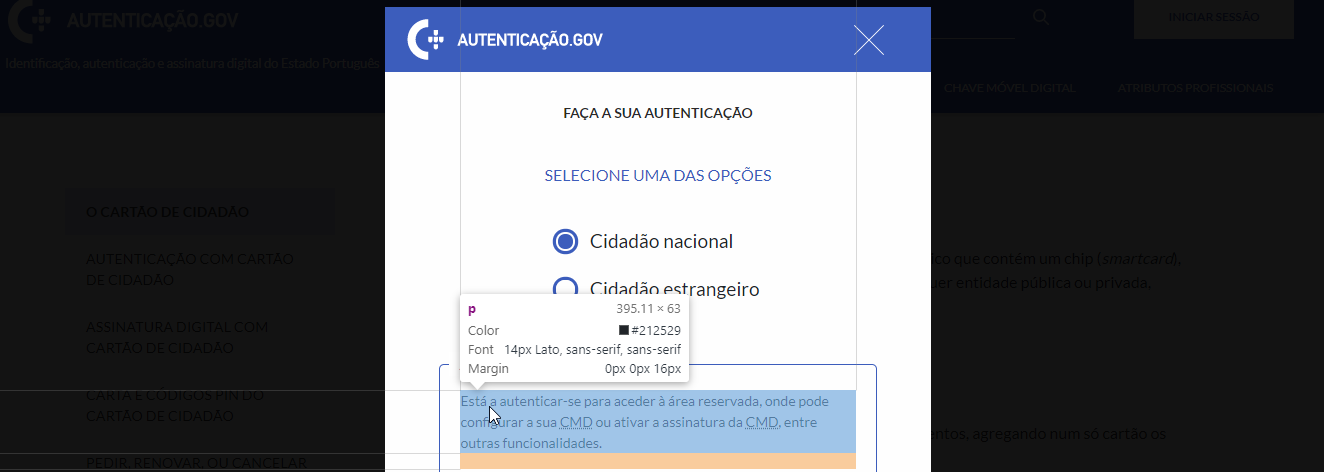 AUTENTICAÇÃO.GOV
Identificação, autenticação e assinatura digital do Estado Português
INICIAR SESSÃO
CHAVE MÓVEL DIGITAL
ATRIBUTOS PROFISSIONAIS
O CARTÃO DE CIDADÃO
AUTENTICAÇÃO COM CARTÃO
DE CIDADÃO
ASSINATURA DIGITAL COM
CARTÃO DE CIDADÃO
CARTA E CÓDIGOS PIN DO
CARTÃO DE CIDADÃO
PEDIR, RENOVAR, OU CANCELAR
AUTENTICAÇÃO.GOV
FAÇA A SUA AUTENTICAÇÃO
SELECIONE UMA DAS OPÇÕES
Cidadão nacional
Cidadão estrangeiro
p 395.11 × 63
Color #212529
Font 14px Lato, sans-serif, sans-serif
Margin 0px 0px 16px
Está a autenticar-se para aceder à área reservada, onde pode
configurar a sua CMD ou ativar a assinatura da CMD, entre
outras funcionalidades.
que contém um chip (smartcard),
entidade pública ou privada.
agregando num só cartão os